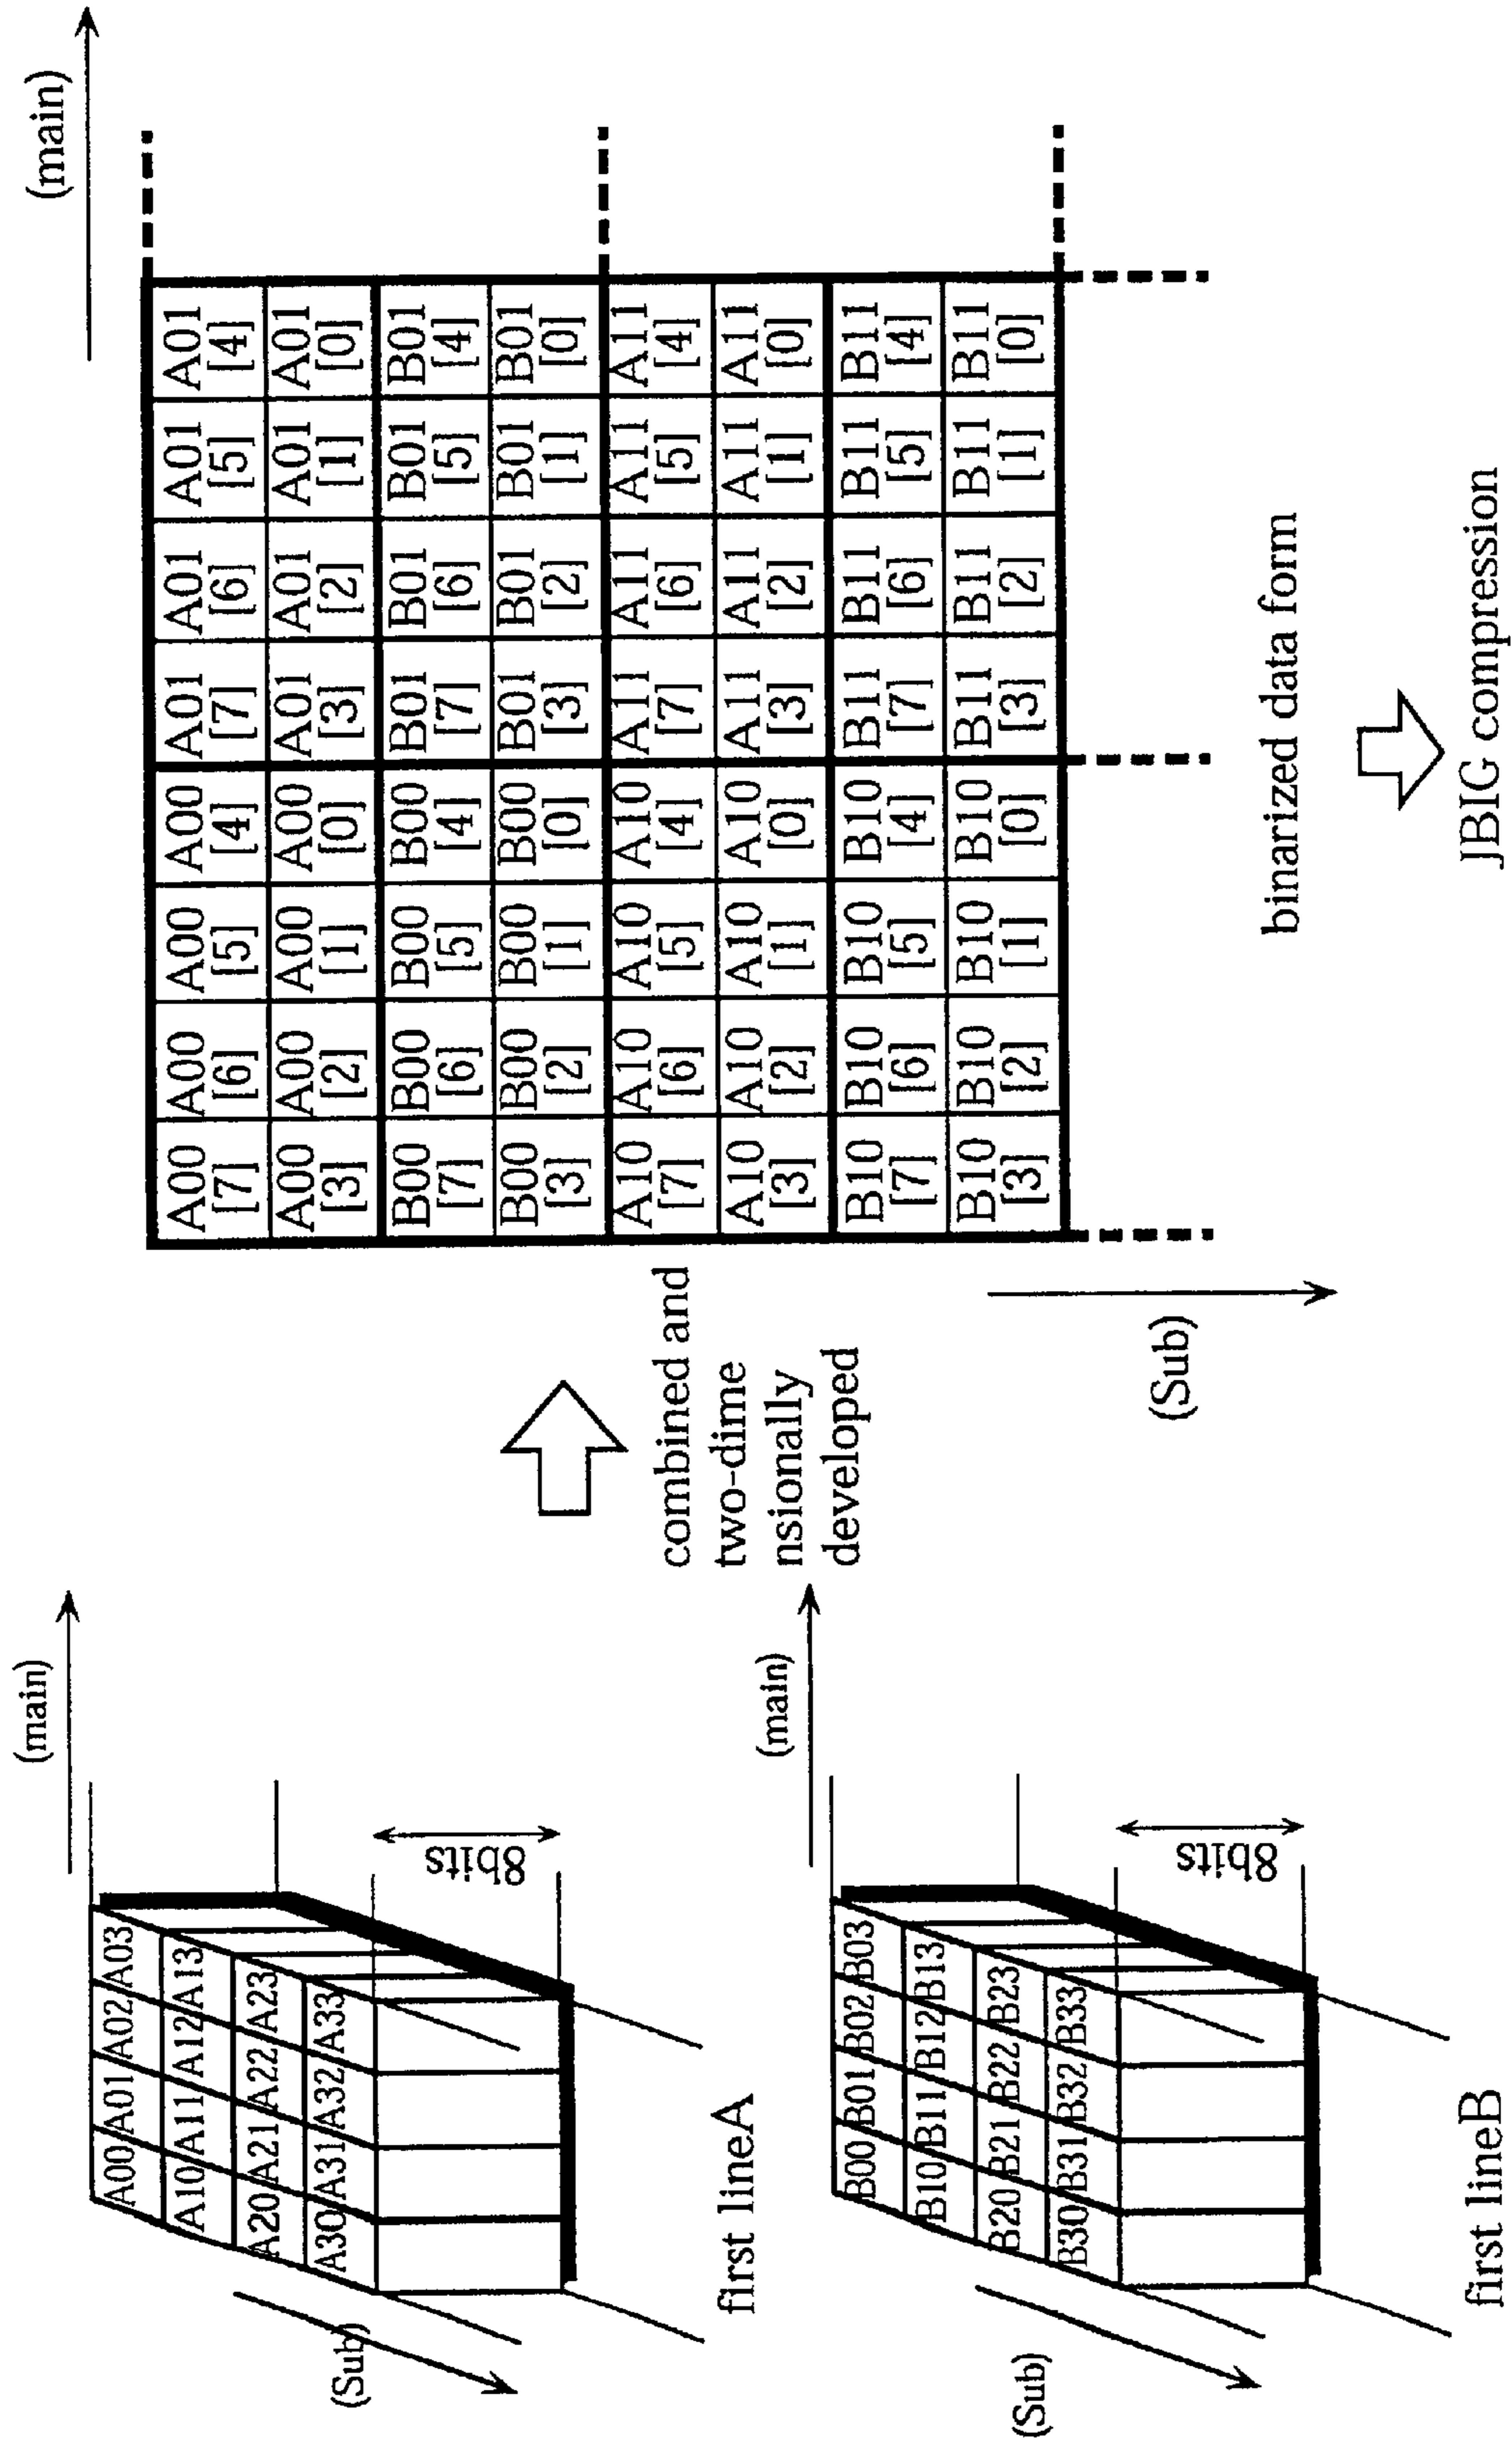 (main)
A00 A01 A02 A03
A10 A11 A12 A13
A20 A21 A22 A23
A30 A31 A32 A33
(Sub)
8bits
first lineA
(main)
B00 B01 B02 B03
B10 B11 B12 B13
B20 B21 B22 B23
B30 B31 B32 B33
(Sub)
8bits
first lineB
combined and
two-dime
nsionally
developed
(main)
A00 A00 A00 A00 A01 A01 A01 A01
[7] [6] [5] [4] [7] [6] [5] [4]
A00 A00 A00 A00 A01 A01 A01 A01
[3] [2] [1] [0] [3] [2] [1] [0]
B00 B00 B00 B00 B01 B01 B01 B01
[7] [6] [5] [4] [7] [6] [5] [4]
B00 B00 B00 B00 B01 B01 B01 B01
[3] [2] [1] [0] [3] [2] [1] [0]
A10 A10 A10 A10 A11 A11 A11 A11
[7] [6] [5] [4] [7] [6] [5] [4]
A10 A10 A10 A10 A11 A11 A11 A11
[3] [2] [1] [0] [3] [2] [1] [0]
B10 B10 B10 B10 B11 B11 B11 B11
[7] [6] [5] [4] [7] [6] [5] [4]
B10 B10 B10 B10 B11 B11 B11 B11
[3] [2] [1] [0] [3] [2] [1] [0]
(Sub)
binarized data form
JBIG compression